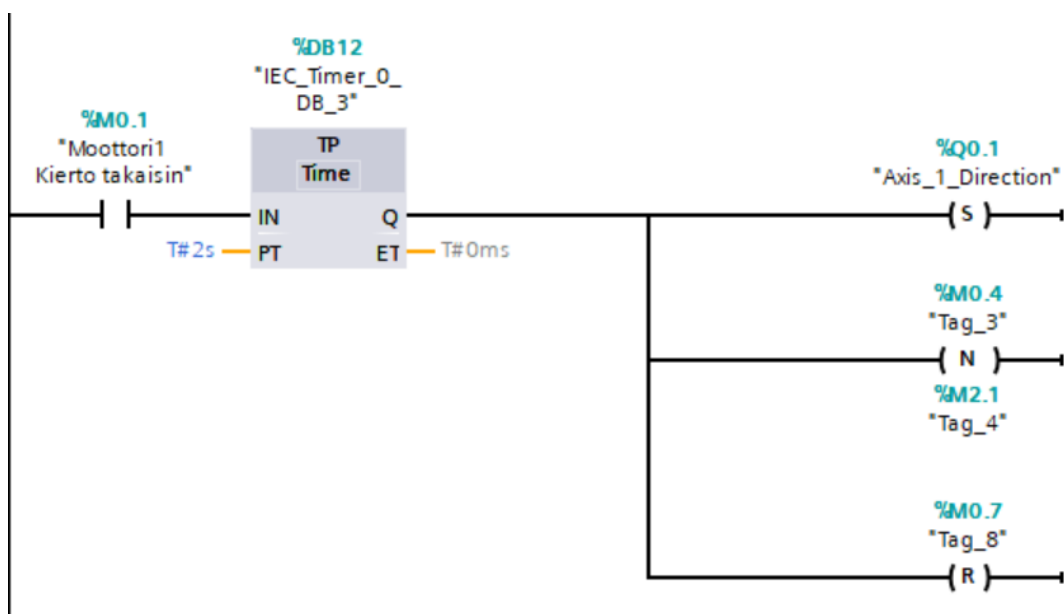 %DB12
"IEC_Timer_0_
DB_3"
%M0.1
"Moottori1
Kierto takaisin"
TP
Time
IN
Q
T#2s
PT
ET
T#0ms
%Q0.1
"Axis_1_Direction"
S
%M0.4
"Tag_3"
N
%M2.1
"Tag_4"
%M0.7
"Tag_8"
R